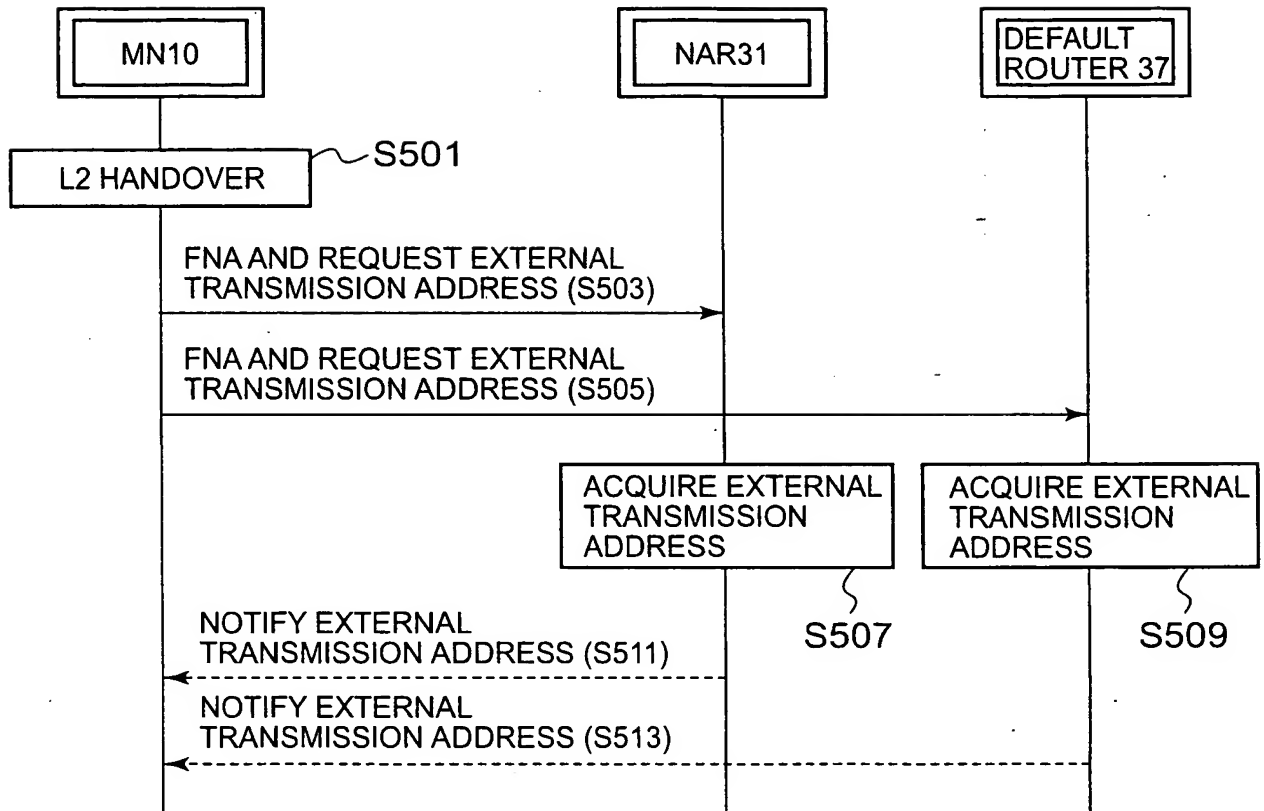 MN10
NAR31
DEFAULT
ROUTER 37
S501
L2 HANDOVER
FNA AND REQUEST EXTERNAL
TRANSMISSION ADDRESS (S503)
FNA AND REQUEST EXTERNAL
TRANSMISSION ADDRESS (S505)
ACQUIRE EXTERNAL
TRANSMISSION
ADDRESS
ACQUIRE EXTERNAL
TRANSMISSION
ADDRESS
S507
S509
NOTIFY EXTERNAL
TRANSMISSION ADDRESS (S511)
NOTIFY EXTERNAL
TRANSMISSION ADDRESS (S513)